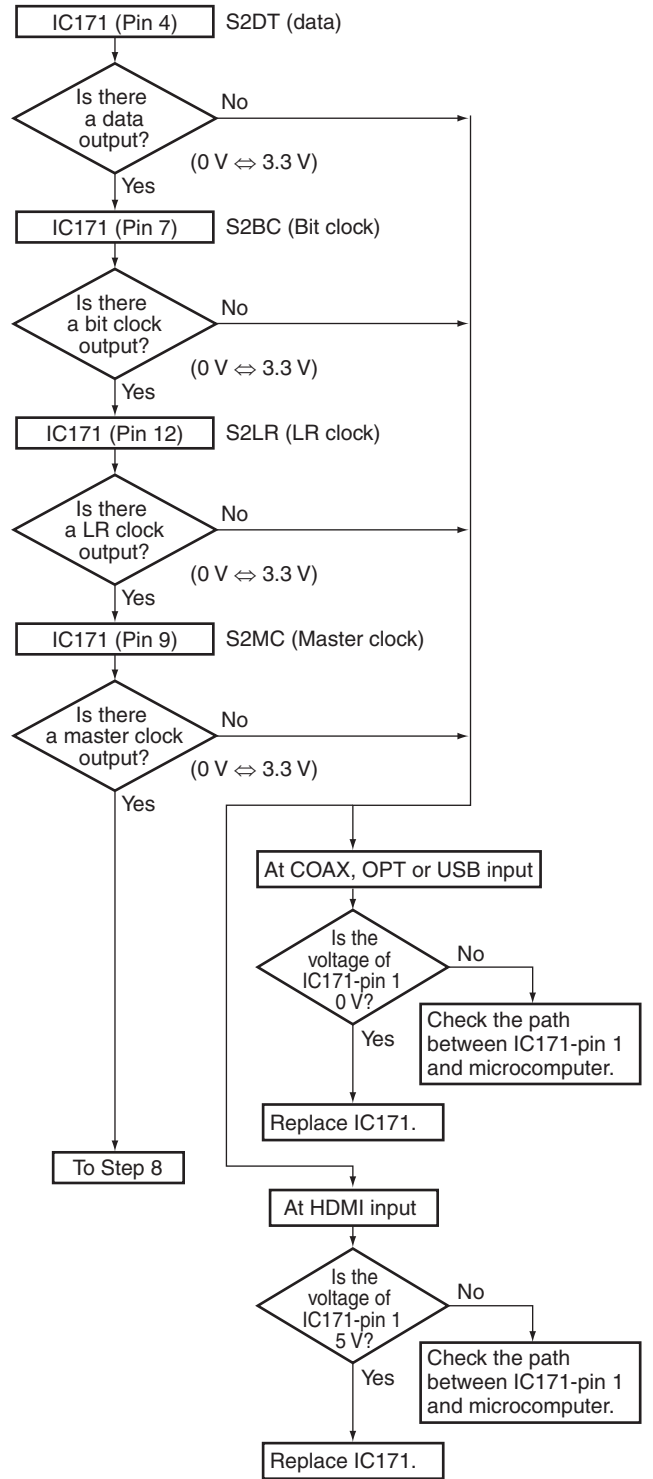 IC171 (Pin 4) S2DT (data)
Is there
a data
output?
No
(0 V ⇔ 3.3 V)
Yes
IC171 (Pin 7) S2BC (Bit clock)
Is there
a bit clock
output?
No
(0 V ⇔ 3.3 V)
Yes
IC171 (Pin 12) S2LR (LR clock)
Is there
a LR clock
output?
No
(0 V ⇔ 3.3 V)
Yes
IC171 (Pin 9) S2MC (Master clock)
Is there
a master clock
output?
No
(0 V ⇔ 3.3 V)
Yes
To Step 8
At COAX, OPT or USB input
Is the
voltage of
IC171-pin 1
0 V?
No
Check the path
between IC171-pin 1
and microcomputer.
Yes
Replace IC171.
At HDMI input
Is the
voltage of
IC171-pin 1
5 V?
No
Check the path
between IC171-pin 1
and microcomputer.
Yes
Replace IC171.